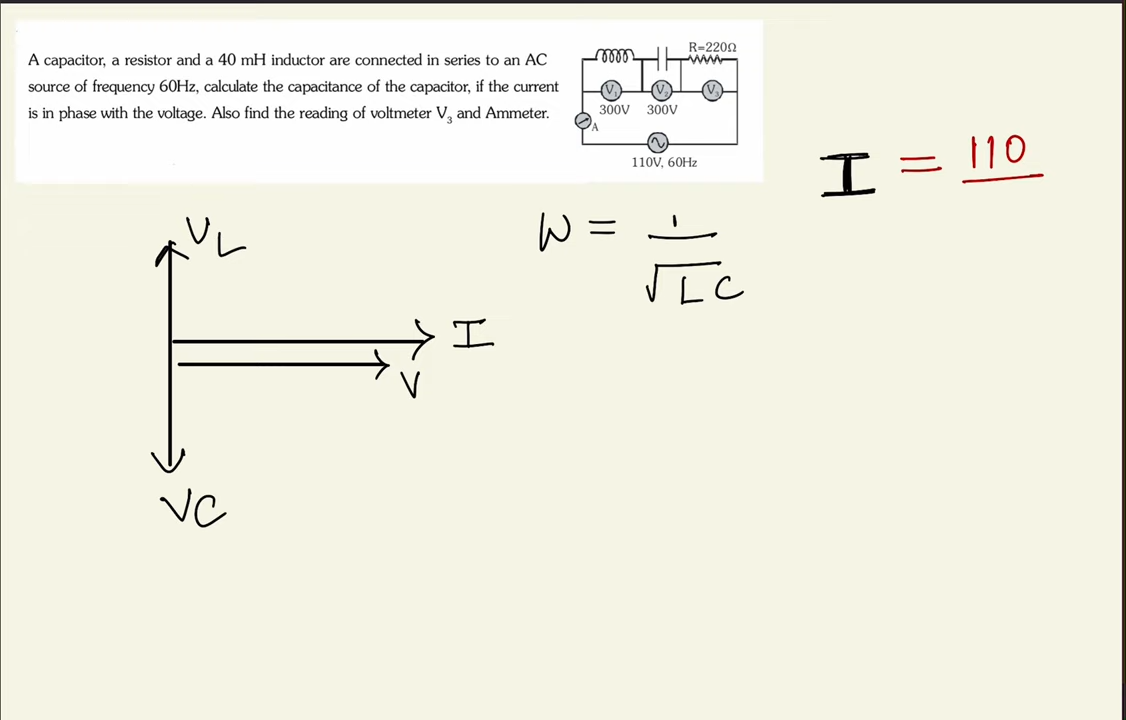 A capacitor, a resistor and a 40 mH inductor are connected in series to an AC
source of frequency 60Hz, calculate the capacitance of the capacitor, if the current
is in phase with the voltage. Also find the reading of voltmeter V₃ and Ammeter.
R=220Ω
V₁ V₂ V₃
300V 300V
A
110V, 60Hz
I = 110
V_L
W = 1
√LC
I
V
VC